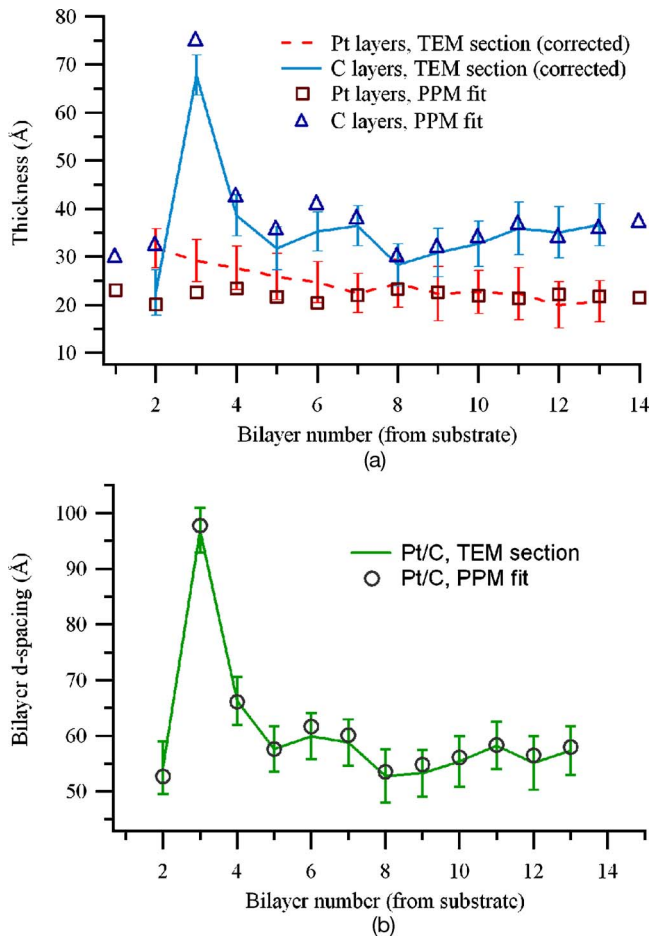 80
70
60
50
40
30
20
10
Thickness (Å)
Pt layers, TEM section (corrected)
C layers, TEM section (corrected)
Pt layers, PPM fit
C layers, PPM fit
2 4 6 8 10 12 14
Bilayer number (from substrate)
(a)
100
90
80
70
60
50
Bilayer d-spacing (Å)
Pt/C, TEM section
Pt/C, PPM fit
2 4 6 8 10 12 14
Bilayer number (from substrate)
(b)